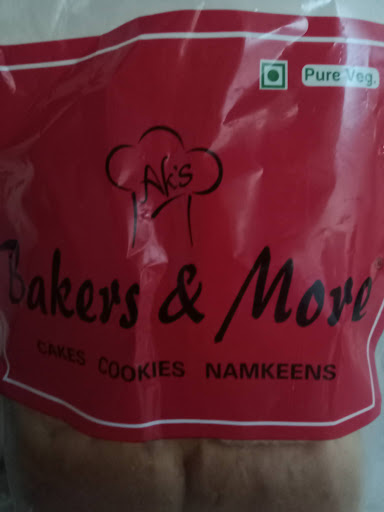 Pure Veg.
Ak's
Bakers & More
CAKES COOKIES NAMKEENS